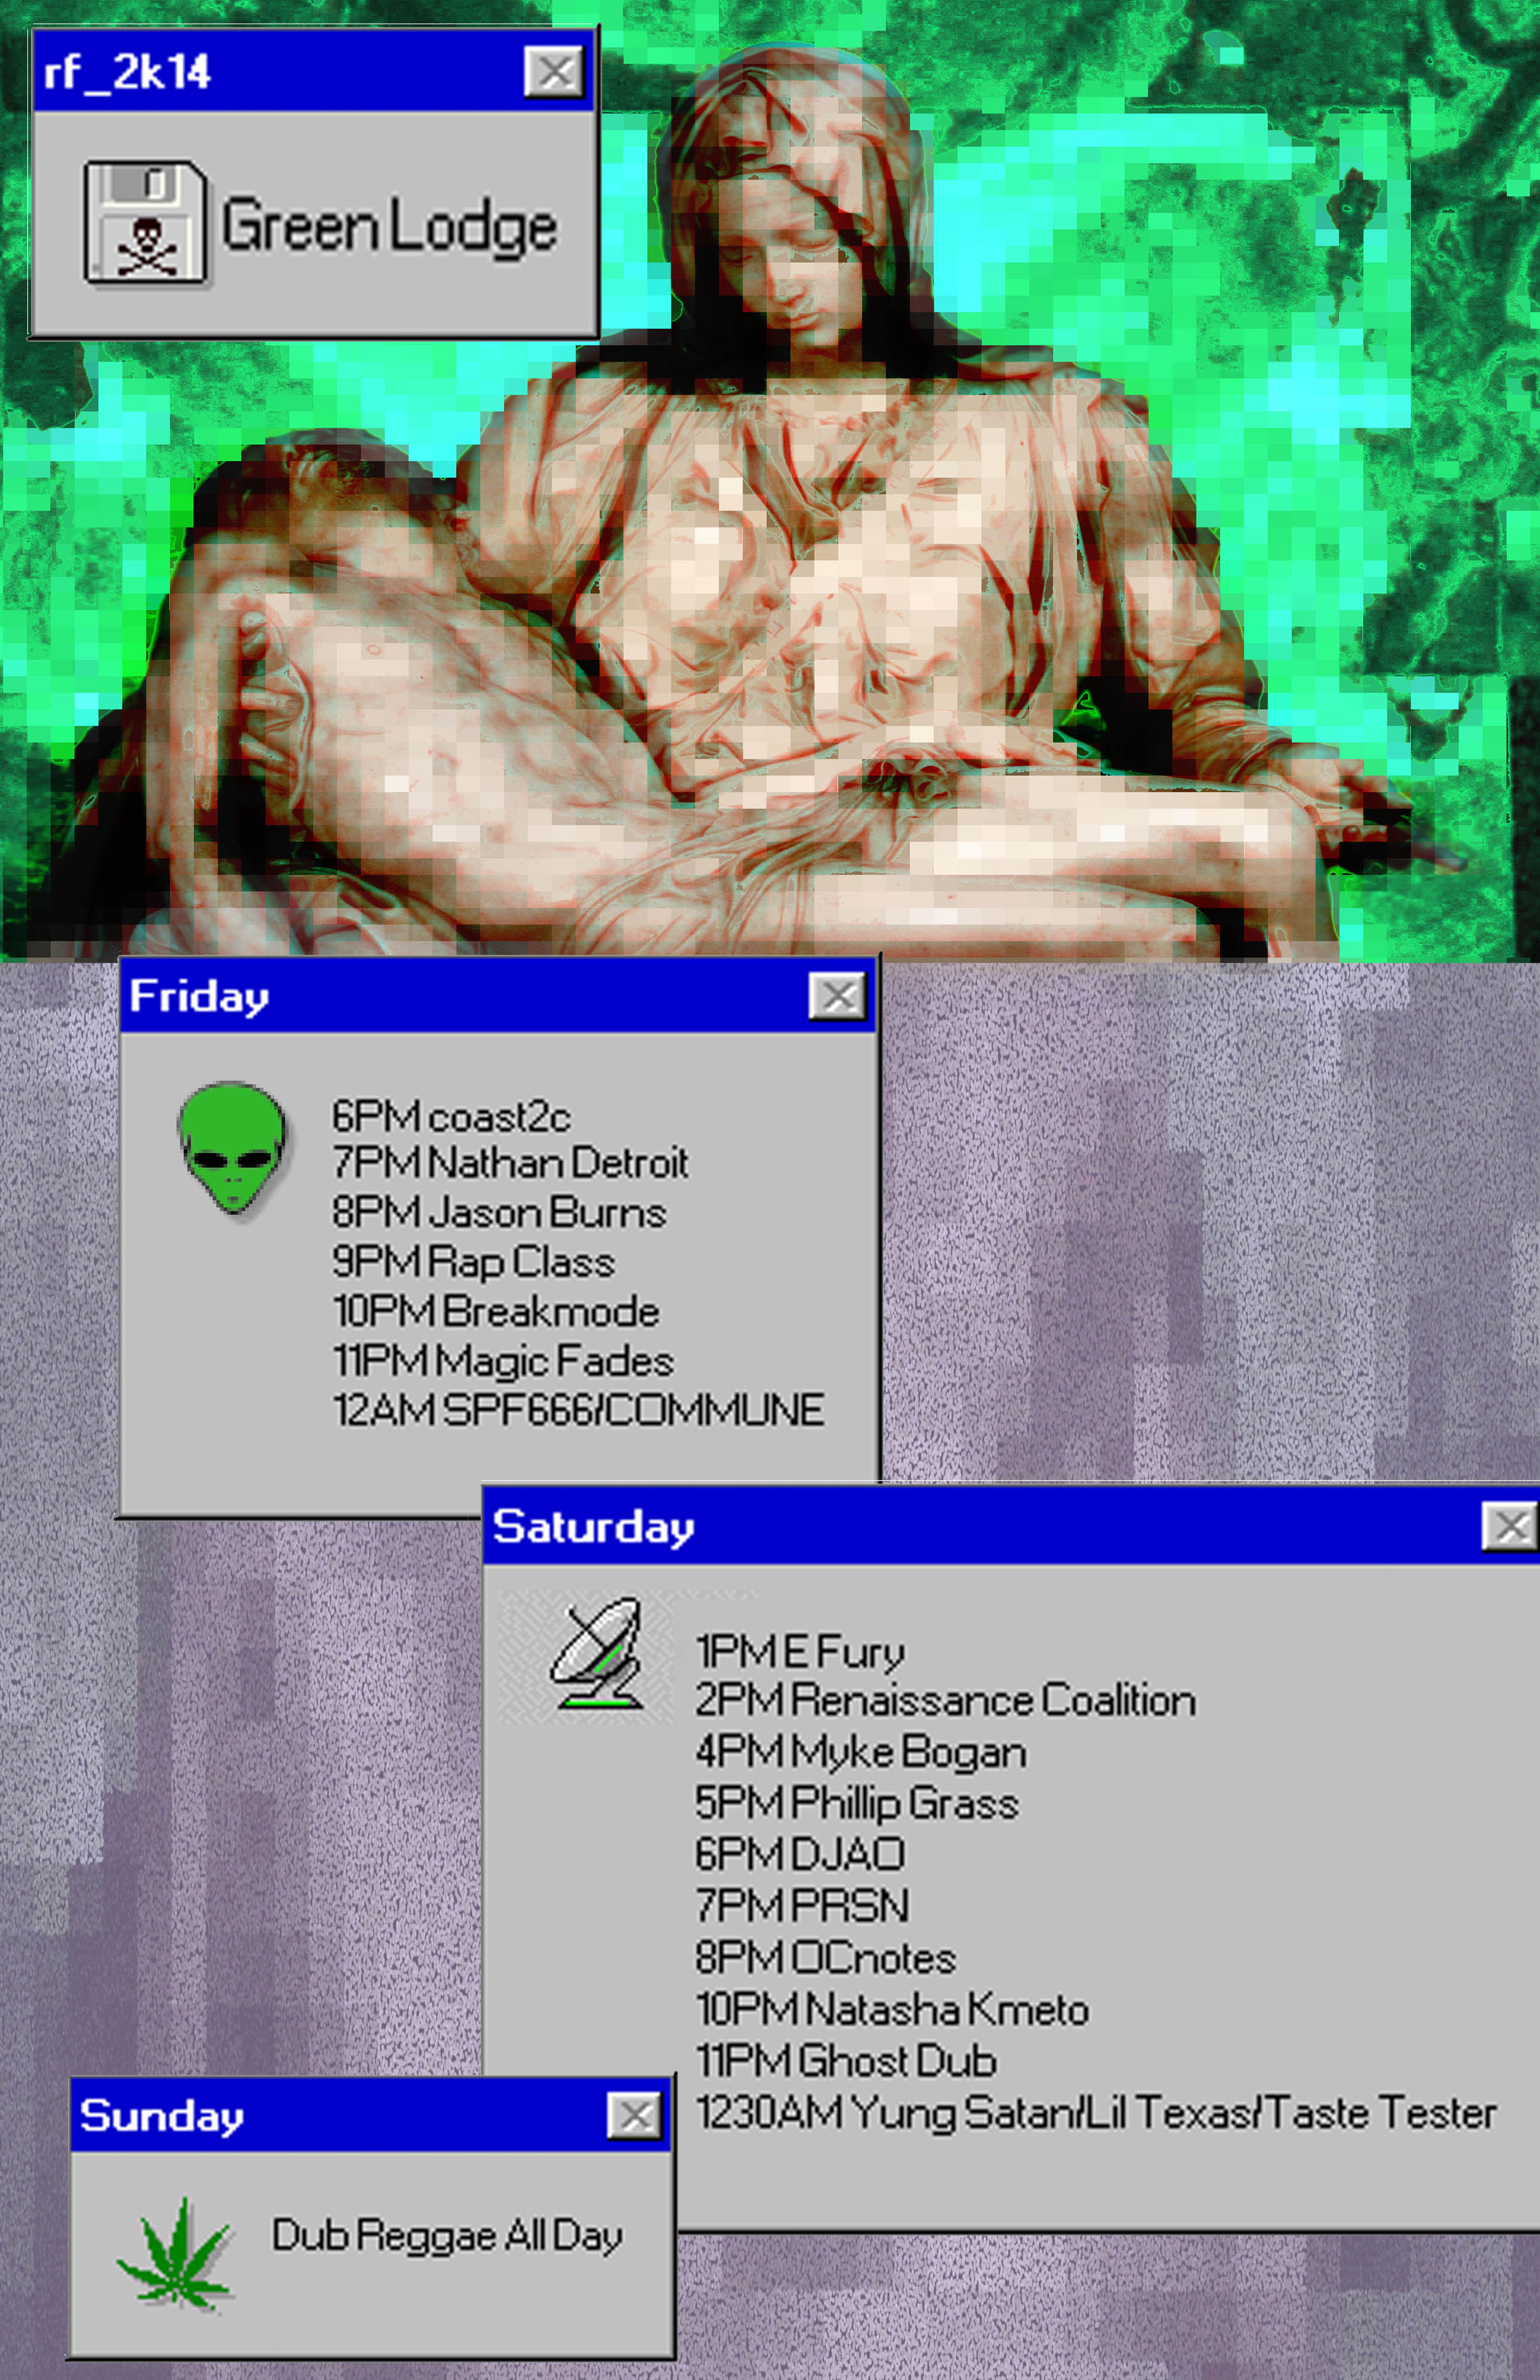 rf_2k14
Green Lodge
Friday
6PM coast2c
7PM Nathan Detroit
8PM Jason Burns
9PM Rap Class
10PM Breakmode
11PM Magic Fades
12AM SPF666/COMMUNE
Saturday
1PM E Fury
2PM Renaissance Coalition
4PM Myke Bogan
5PM Phillip Grass
6PM DJAO
7PM PRSN
8PM OCnotes
10PM Natasha Kmeto
11PM Ghost Dub
1230AM Yung Satan/Lil Texas/Taste Tester
Sunday
Dub Reggae All Day